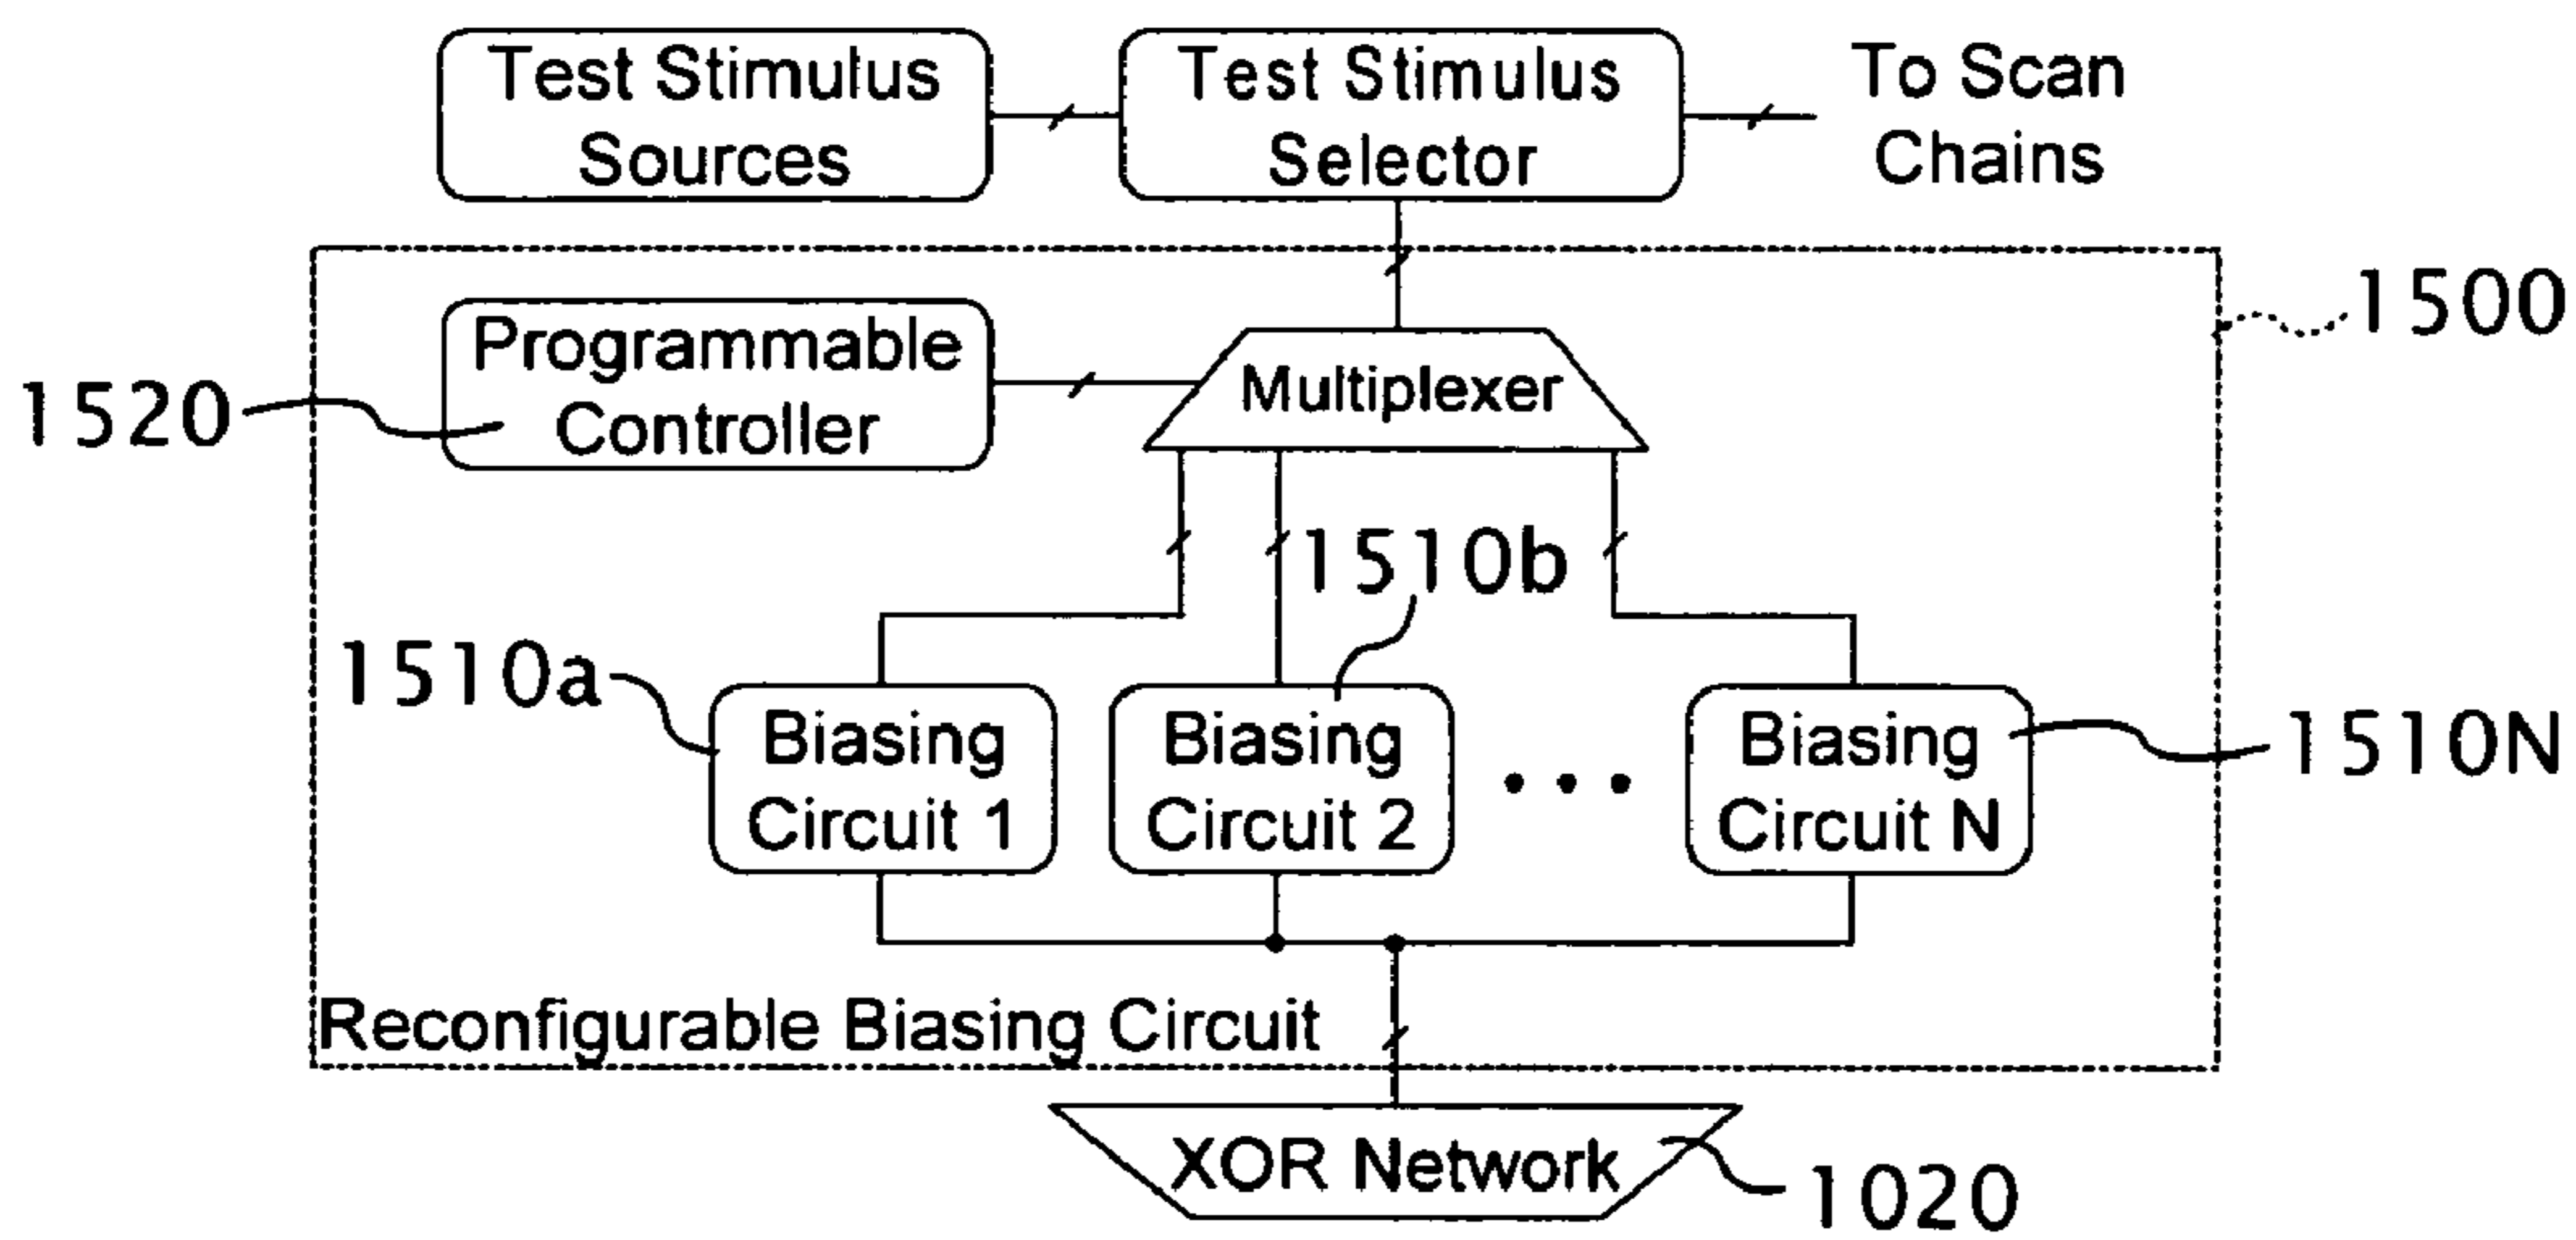 Test Stimulus
Sources
Test Stimulus
Selector
To Scan
Chains
1500
Programmable
Controller
1520
Multiplexer
1510b
1510a
Biasing
Circuit 1
Biasing
Circuit 2
Biasing
Circuit N
1510N
Reconfigurable Biasing Circuit
XOR Network
1020